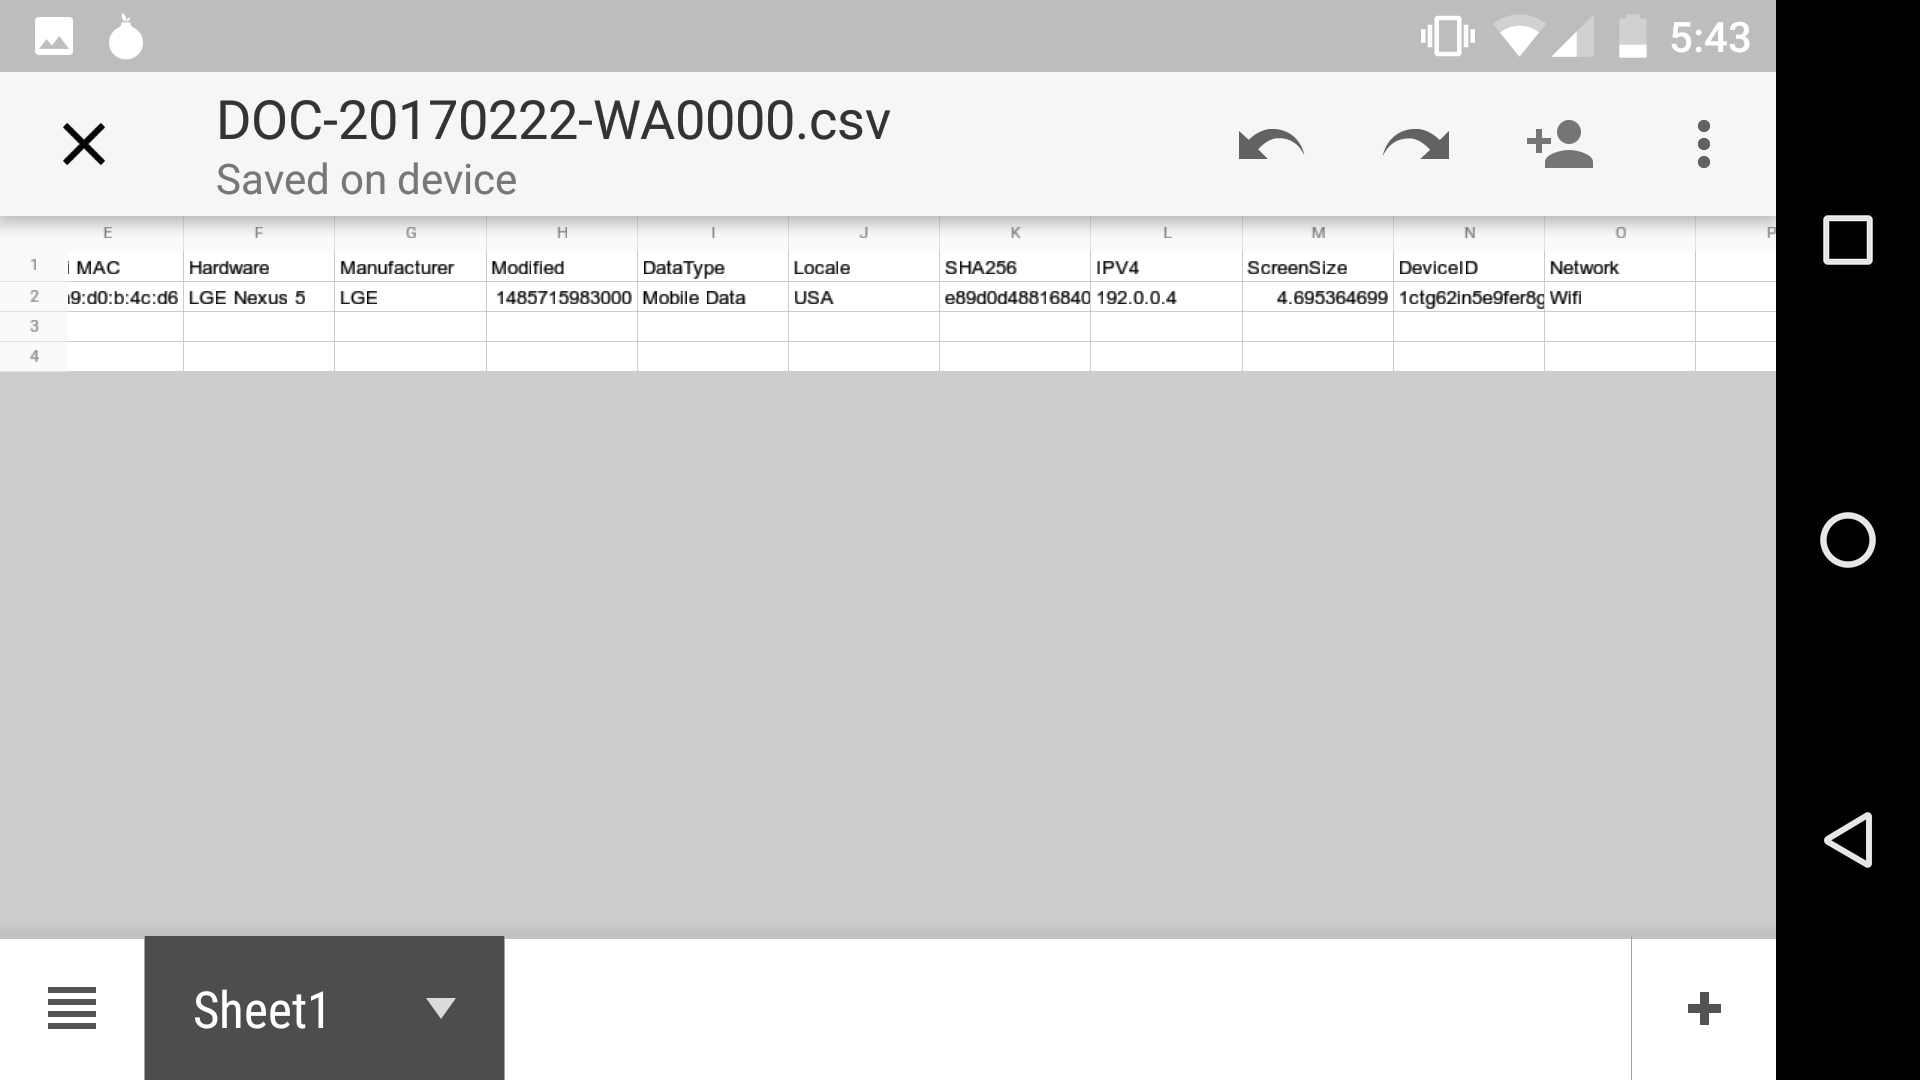 5:43
DOC-20170222-WA0000.csv
Saved on device
E F G H I J K L M N O P
1 MAC Hardware Manufacturer Modified DataType Locale SHA256 IPV4 ScreenSize DeviceID Network
2 9:d0:b:4c:d6 LGE Nexus 5 LGE 1485715983000 Mobile Data USA e89d0d48816840 192.0.0.4 4.695364699 1ctg62in5e9fer8g Wifi
3
4
Sheet1